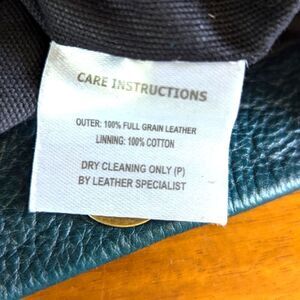 CARE INSTRUCTIONS
OUTER: 100% FULL GRAIN LEATHER
LINNING: 100% COTTON
DRY CLEANING ONLY (P)
BY LEATHER SPECIALIST